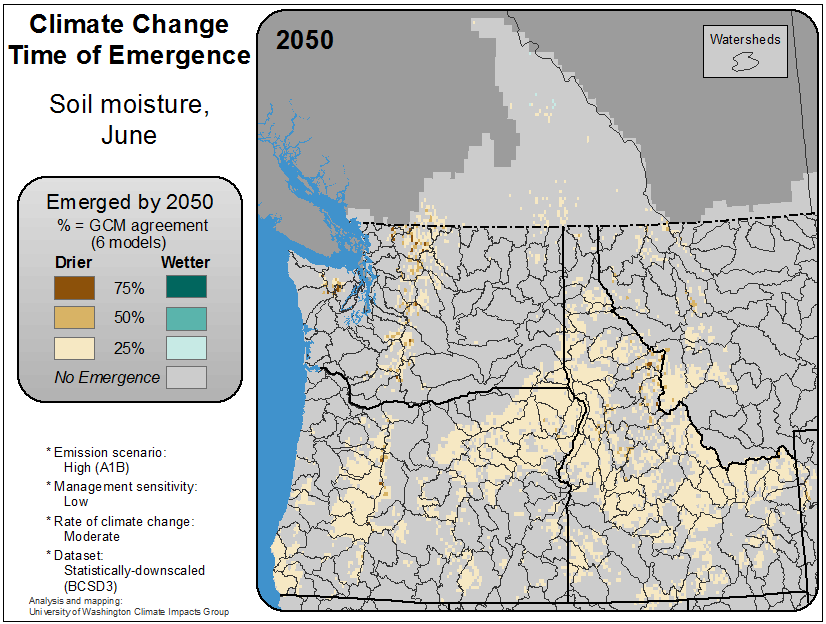 Climate Change
Time of Emergence
Soil moisture,
June
Emerged by 2050
% = GCM agreement
(6 models)
Drier Wetter
75%
50%
25%
No Emergence
* Emission scenario:
High (A1B)
* Management sensitivity:
Low
* Rate of climate change:
Moderate
* Dataset:
Statistically-downscaled
(BCSD3)
Analysis and mapping:
University of Washington Climate Impacts Group
2050
Watersheds